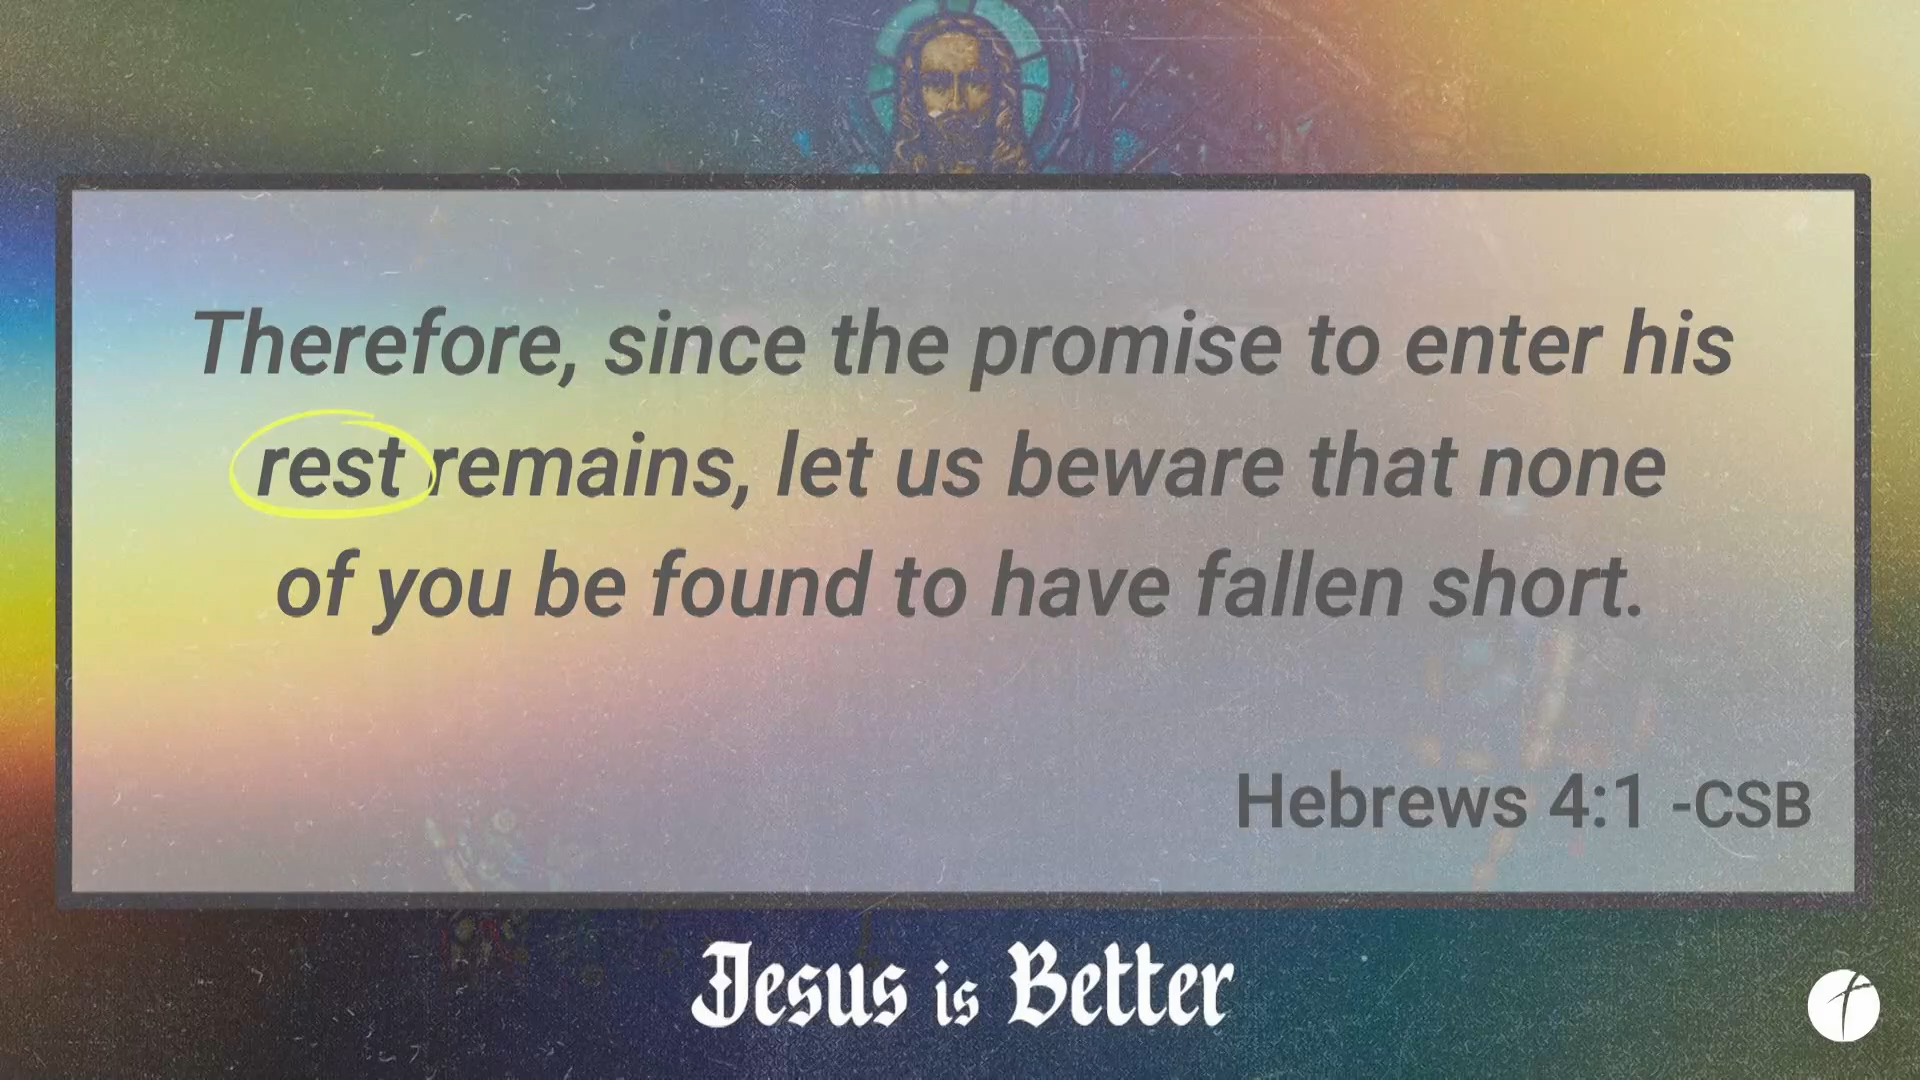 Therefore, since the promise to enter his
rest remains, let us beware that none
of you be found to have fallen short.
Hebrews 4:1 -CSB
Jesus is Better